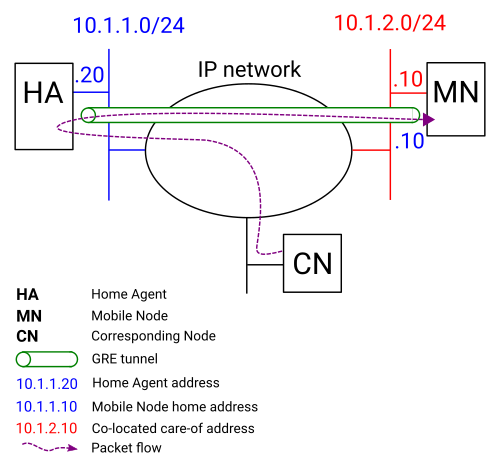 10.1.1.0/24
10.1.2.0/24
IP network
HA
.20
.10
MN
.10
CN
HA Home Agent
MN Mobile Node
CN Corresponding Node
GRE tunnel
10.1.1.20 Home Agent address
10.1.1.10 Mobile Node home address
10.1.2.10 Co-located care-of address
Packet flow